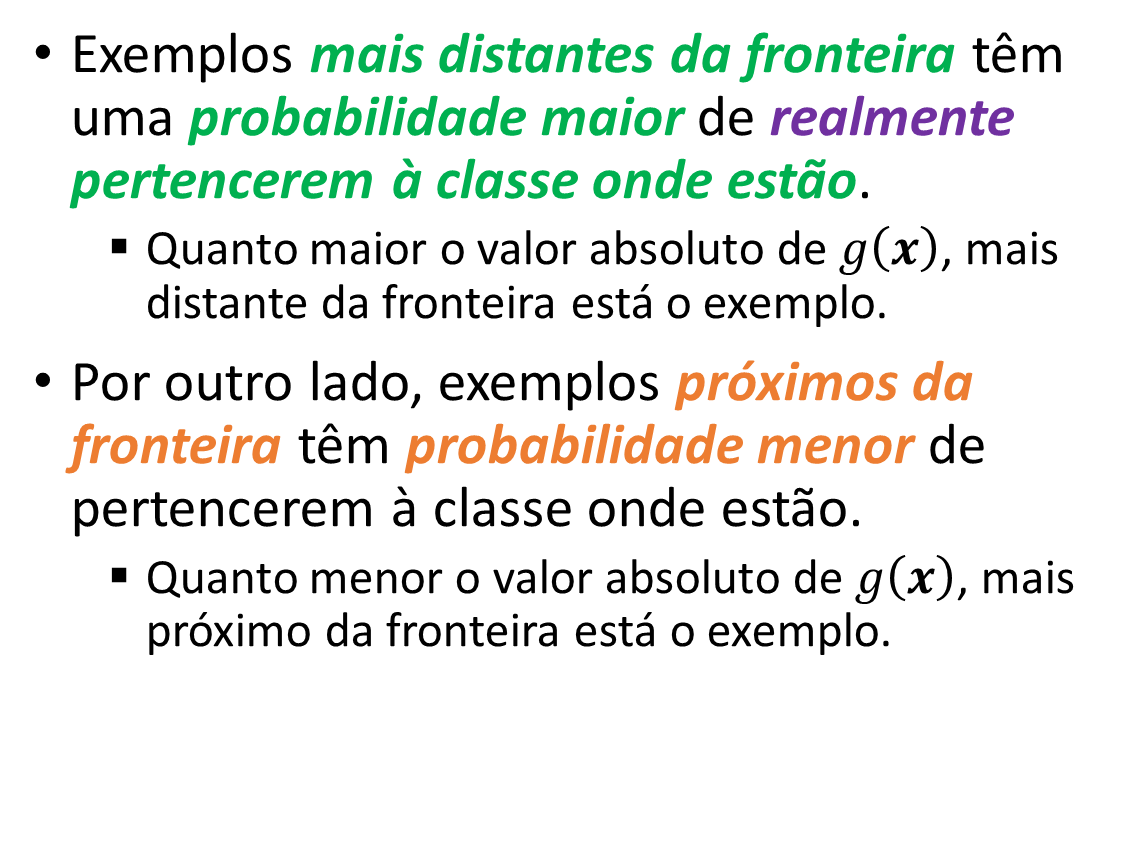 • Exemplos mais distantes da fronteira têm
uma probabilidade maior de realmente
pertencerem à classe onde estão.
▪ Quanto maior o valor absoluto de g(x), mais
distante da fronteira está o exemplo.
• Por outro lado, exemplos próximos da
fronteira têm probabilidade menor de
pertencerem à classe onde estão.
▪ Quanto menor o valor absoluto de g(x), mais
próximo da fronteira está o exemplo.